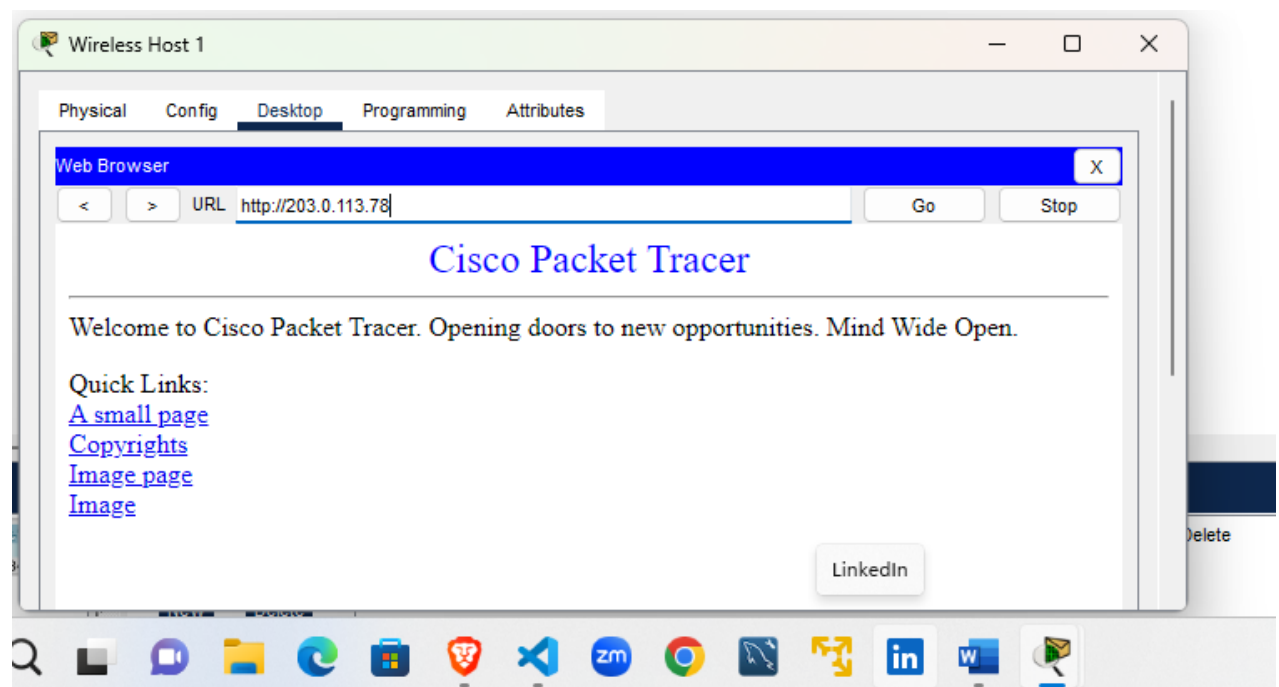 Wireless Host 1
Physical Config Desktop Programming Attributes
Web Browser X
< > URL http://203.0.113.78 Go Stop
Cisco Packet Tracer
Welcome to Cisco Packet Tracer. Opening doors to new opportunities. Mind Wide Open.
Quick Links:
A small page
Copyrights
Image page
Image
LinkedIn
zm
in
W